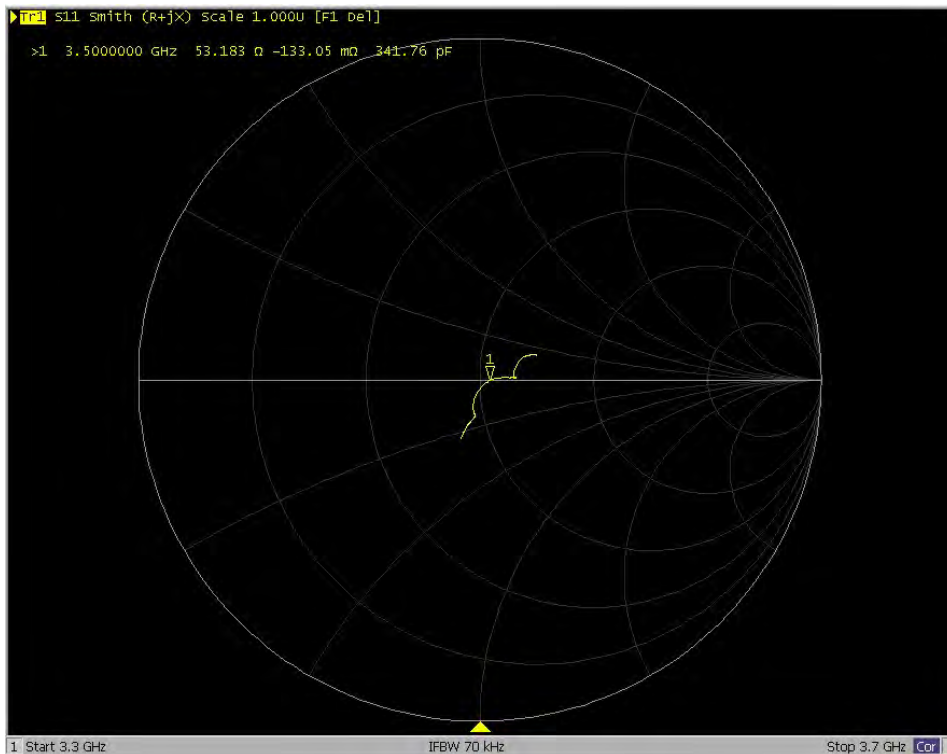 Tr1 S11 Smith (R+jX) Scale 1.000U [F1 Del]
>1 3.5000000 GHz 53.183 Ω -133.05 mΩ 341.76 pF
1
1 Start 3.3 GHz IFBW 70 kHz Stop 3.7 GHz Cor